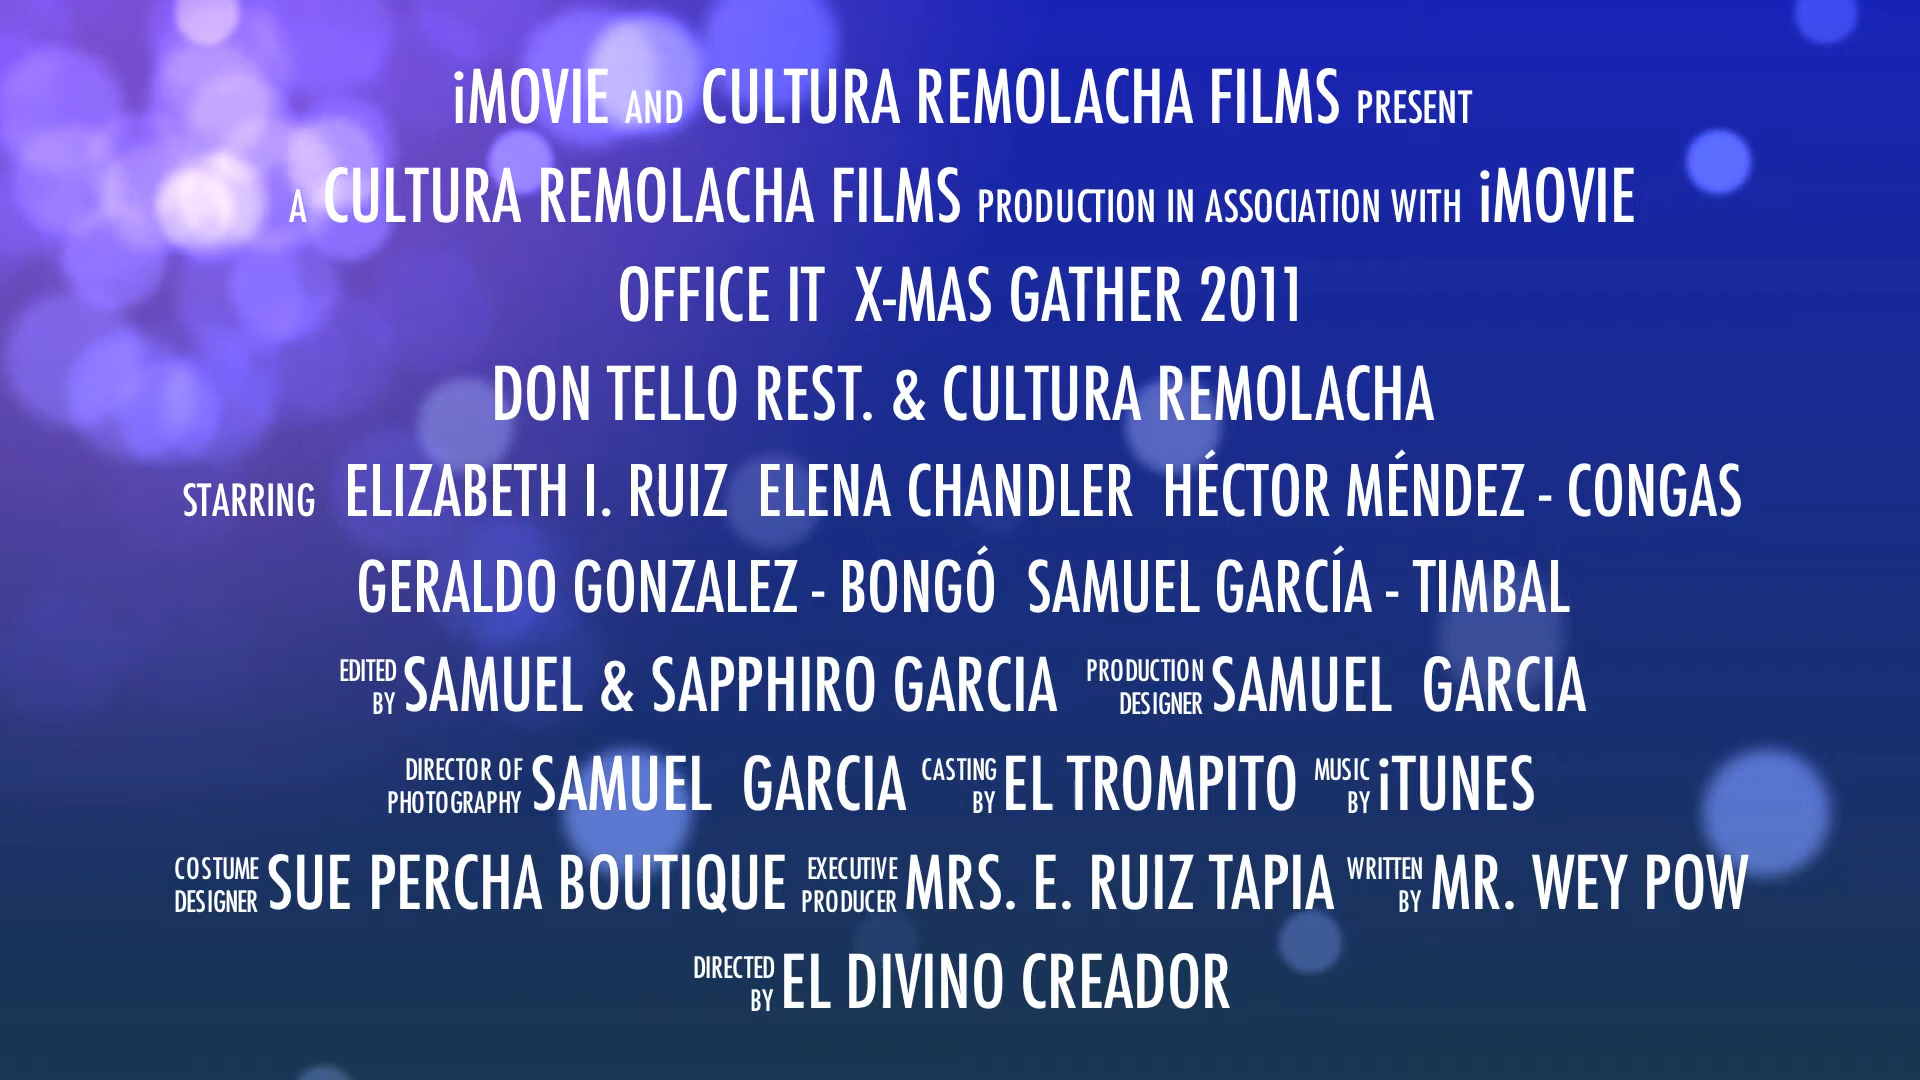 iMOVIE AND CULTURA REMOLACHA FILMS PRESENT
A CULTURA REMOLACHA FILMS PRODUCTION IN ASSOCIATION WITH iMOVIE
OFFICE IT X-MAS GATHER 2011
DON TELLO REST. & CULTURA REMOLACHA
STARRING ELIZABETH I. RUIZ ELENA CHANDLER HÉCTOR MÉNDEZ - CONGAS
GERALDO GONZALEZ - BONGÓ SAMUEL GARCÍA - TIMBAL
EDITED BY SAMUEL & SAPPHIRO GARCIA PRODUCTION DESIGNER SAMUEL GARCIA
DIRECTOR OF PHOTOGRAPHY SAMUEL GARCIA CASTING BY EL TROMPITO MUSIC BY iTUNES
COSTUME DESIGNER SUE PERCHA BOUTIQUE EXECUTIVE PRODUCER MRS. E. RUIZ TAPIA WRITTEN BY MR. WEY POW
DIRECTED BY EL DIVINO CREADOR